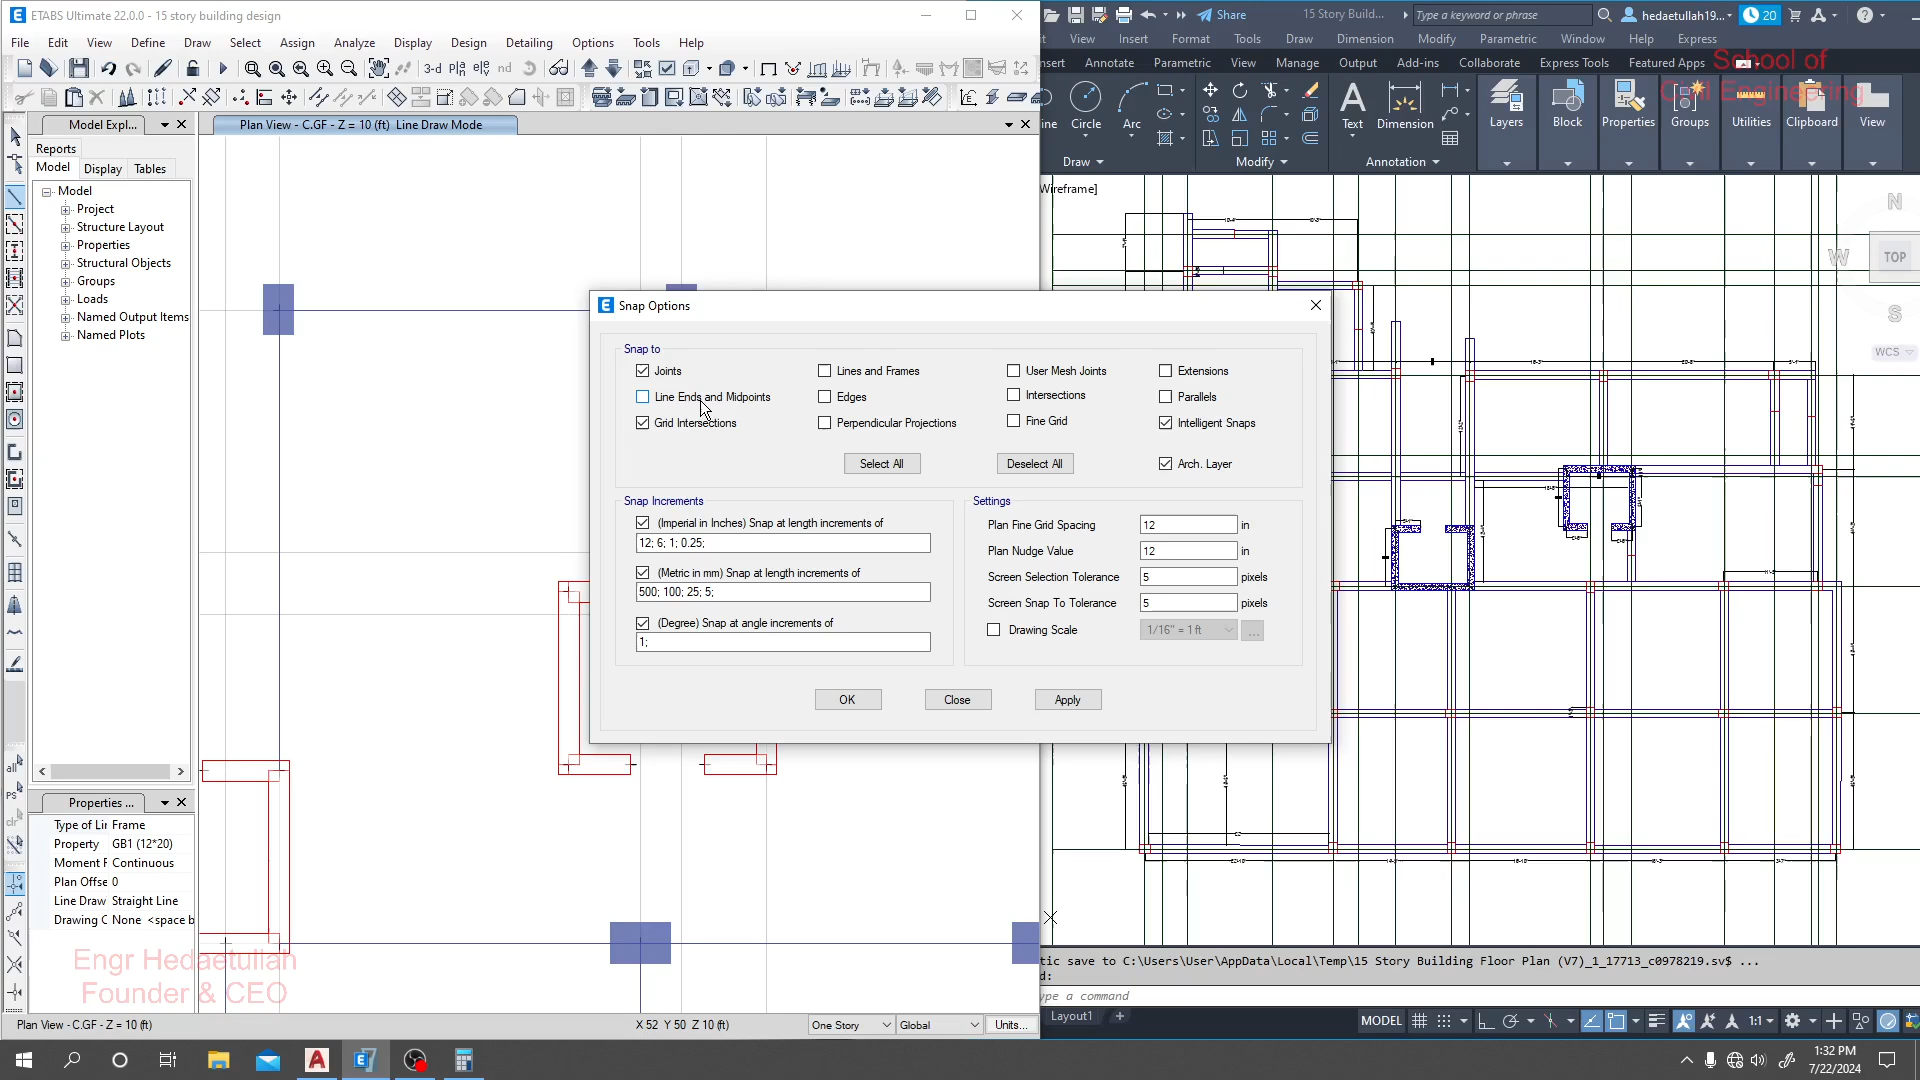 ETABS Ultimate 22.0.0 - 15 story building design
File Edit View Define Draw Select Assign Analyze Display Design Detailing Options Tools Help
3-d
nd
Model Expl...
Plan View - C.GF - Z = 10 (ft) Line Draw Mode
Reports
Model Display Tables
Model
Project
Structure Layout
Properties
Structural Objects
Groups
Loads
Named Output Items
Named Plots
all
PS
clr
Properties ...
Type of Lir Frame
Property GB1 (12*20)
Moment F Continuous
Plan Offse 0
Line Draw Straight Line
Drawing C None <space b
Engr Hedaetullah
Founder & CEO
Plan View - C.GF - Z = 10 (ft)
X 52 Y 50 Z 10 (ft)
One Story
Global
Units...
Snap Options
Snap to
Joints
Lines and Frames
User Mesh Joints
Extensions
Line Ends and Midpoints
Edges
Intersections
Parallels
Grid Intersections
Perpendicular Projections
Fine Grid
Intelligent Snaps
Select All
Deselect All
Arch. Layer
Snap Increments
(Imperial in Inches) Snap at length increments of
12; 6; 1; 0.25;
(Metric in mm) Snap at length increments of
500; 100; 25; 5;
(Degree) Snap at angle increments of
1;
Settings
Plan Fine Grid Spacing 12 in
Plan Nudge Value 12 in
Screen Selection Tolerance 5 pixels
Screen Snap To Tolerance 5 pixels
Drawing Scale 1/16" = 1 ft ...
OK
Close
Apply
Share
15 Story Build...
Type a keyword or phrase
hedaetullah19...
20
it View Insert Format Tools Draw Dimension Modify Parametric Window Help Express
nsert Annotate Parametric View Manage Output Add-ins Collaborate Express Tools Featured Apps
School of
Civil Engineering
ine Circle Arc
Text Dimension
Layers Block Properties Groups Utilities Clipboard View
Draw
Modify
Annotation
Wireframe]
N
W
TOP
S
WCS
tic save to C:\Users\User\AppData\Local\Temp\15 Story Building Floor Plan (V7)_1_17713_c0978219.sv$ ...
d:
ype a command
Layout1
MODEL
1:1
1:32 PM
7/22/2024